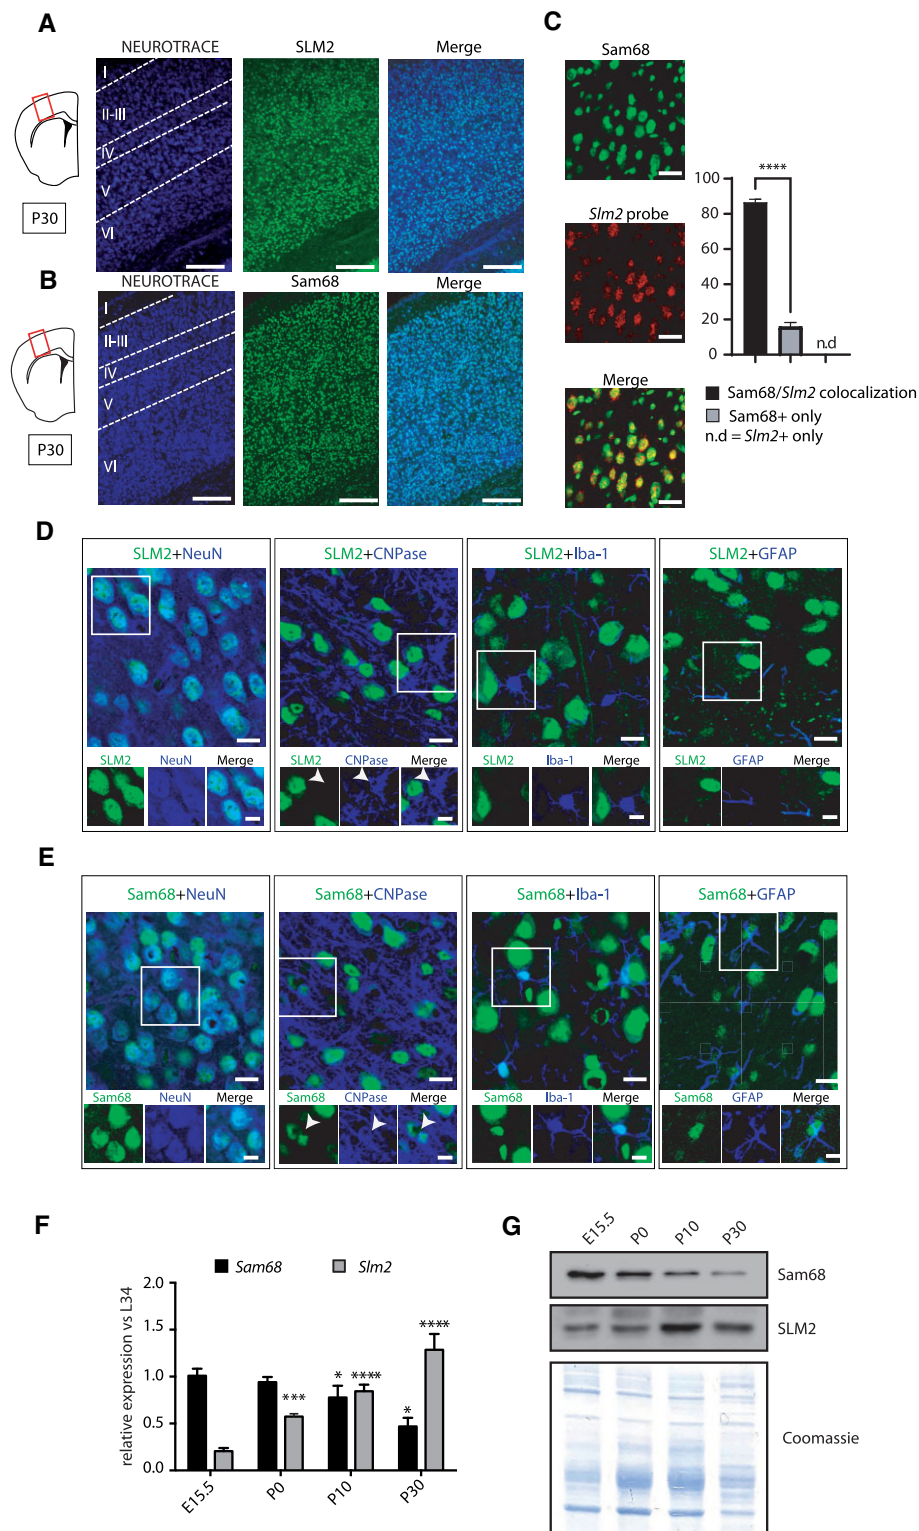 A
NEUROTRACE SLM2 Merge
I
II-III
IV
V
VI
P30
B
NEUROTRACE Sam68 Merge
I
II-III
IV
V
VI
P30
C
Sam68
Slm2 probe
Merge
100
80
60
40
20
0
****
n.d
Sam68/Slm2 colocalization
Sam68+ only
n.d = Slm2+ only
D
SLM2+NeuN SLM2+CNPase SLM2+Iba-1 SLM2+GFAP
SLM2 NeuN Merge SLM2 CNPase Merge SLM2 Iba-1 Merge SLM2 GFAP Merge
E
Sam68+NeuN Sam68+CNPase Sam68+Iba-1 Sam68+GFAP
Sam68 NeuN Merge Sam68 CNPase Merge Sam68 Iba-1 Merge Sam68 GFAP Merge
F
Sam68 Slm2
relative expression vs L34
2.0
1.5
1.0
0.5
0.0
***
* ****
* ****
E15.5 P0 P10 P30
G
E15.5 P0 P10 P30
Sam68
SLM2
Coomassie